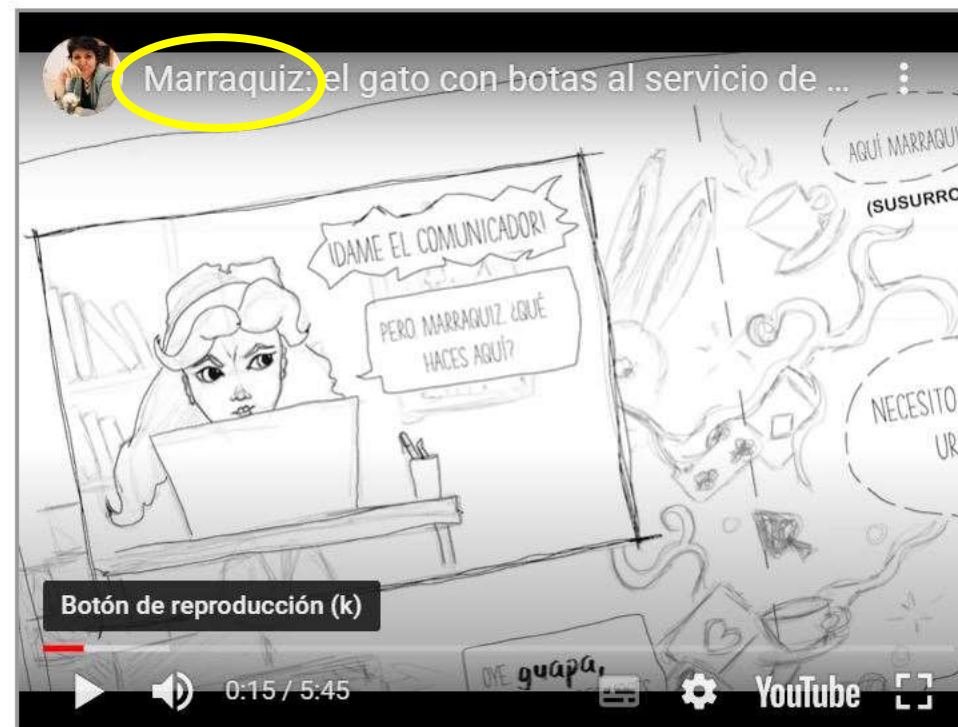 Marraquiz: el gato con botas al servicio de ...
AQUÍ MARRAQUI
(SUSURRO
¡DAME EL COMUNICADOR!
PERO MARRAQUIZ ¿QUÉ
HACES AQUÍ?
NECESITO
UR
Botón de reproducción (k)
OYE guapa,
0:15 / 5:45
YouTube